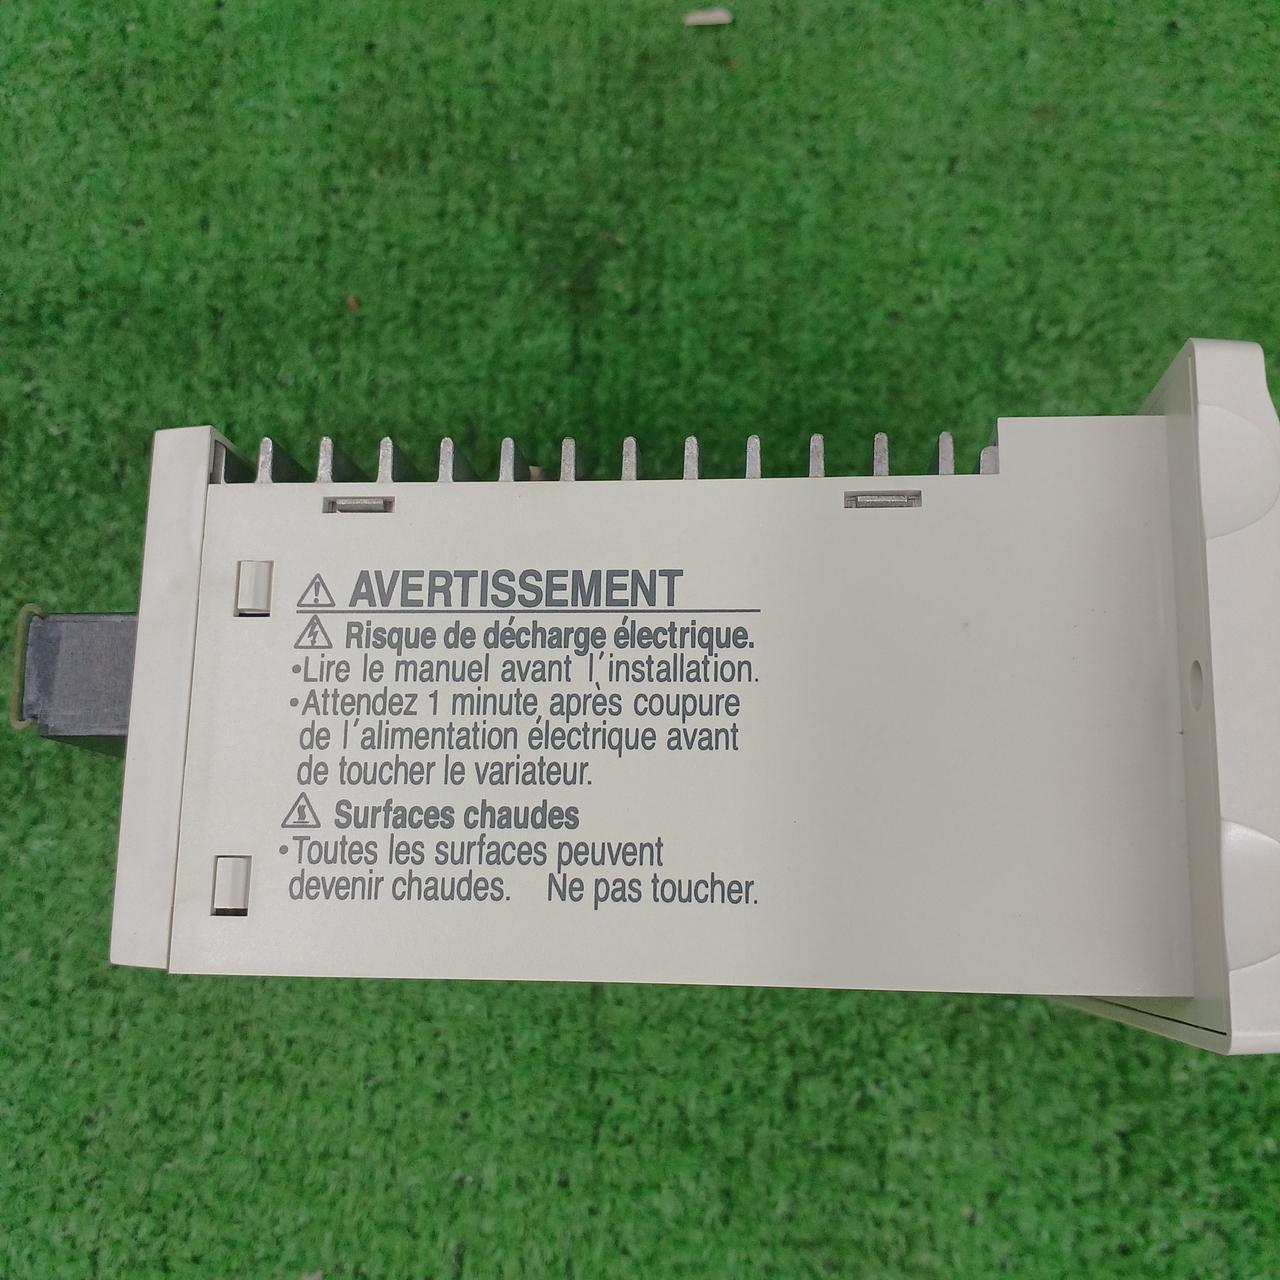 AVERTISSEMENT
Risque de décharge électrique.
•Lire le manuel avant l'installation.
•Attendez 1 minute après coupure
de l'alimentation électrique avant
de toucher le variateur.
Surfaces chaudes
•Toutes les surfaces peuvent
devenir chaudes. Ne pas toucher.